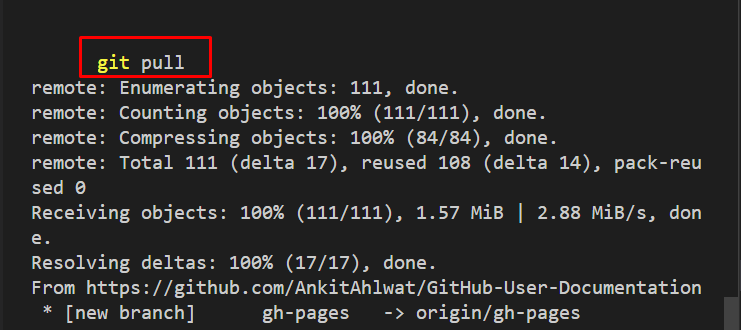 git pull
remote: Enumerating objects: 111, done.
remote: Counting objects: 100% (111/111), done.
remote: Compressing objects: 100% (84/84), done.
remote: Total 111 (delta 17), reused 108 (delta 14), pack-reu
sed 0
Receiving objects: 100% (111/111), 1.57 MiB | 2.88 MiB/s, don
e.
Resolving deltas: 100% (17/17), done.
From https://github.com/AnkitAhlwat/GitHub-User-Documentation
 * [new branch]      gh-pages   -> origin/gh-pages